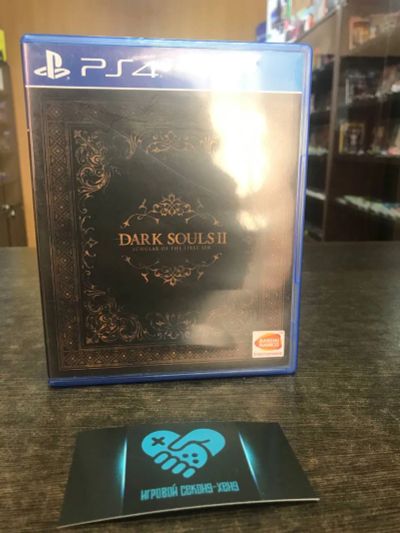 PS4
DARK SOULS II
SCHOLAR OF THE FIRST SIN
BANDAI
NAMCO
Entertainment
ИГРОВОЙ СЕКОНД-ХЕНД